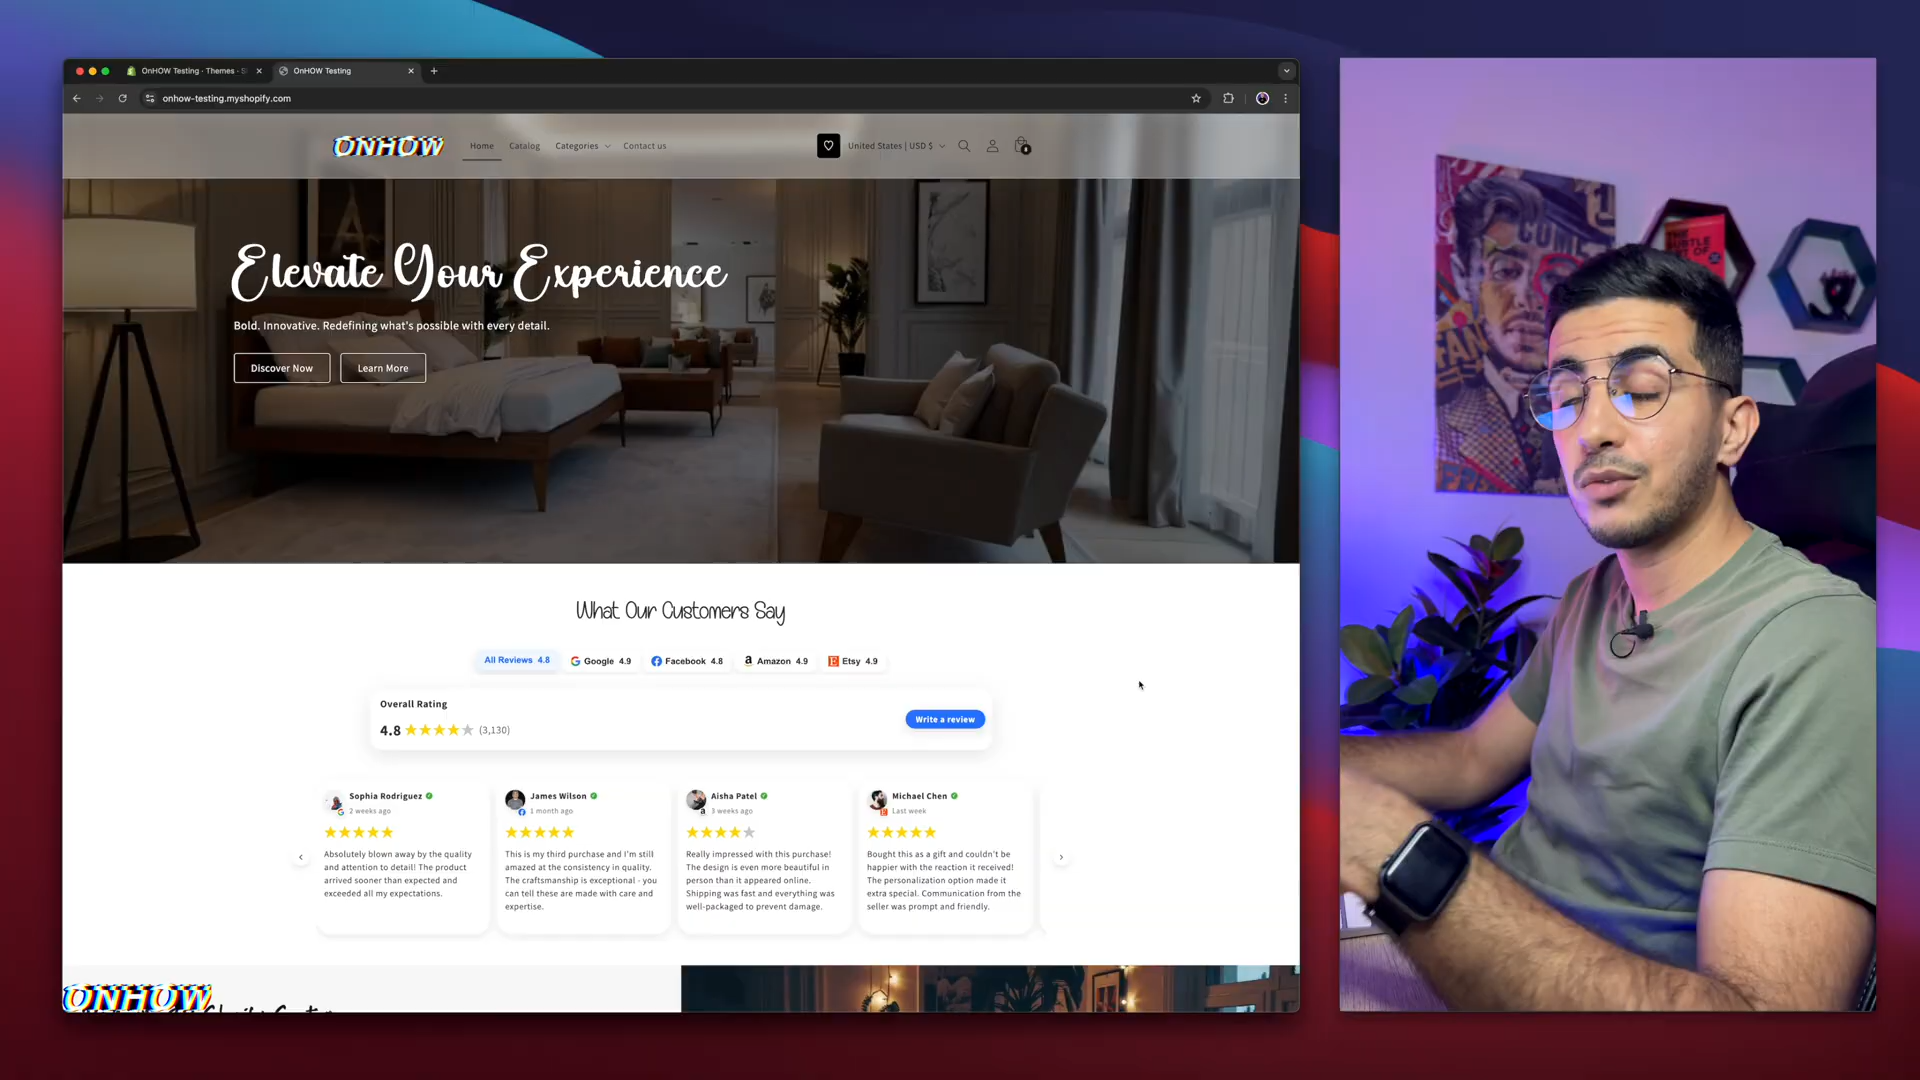 OnHOW Testing · Themes · S
OnHOW Testing
onhow-testing.myshopify.com
ONHOW
Home
Catalog
Categories
Contact us
United States | USD $
Elevate Your Experience
Bold. Innovative. Redefining what's possible with every detail.
Discover Now
Learn More
What Our Customers Say
All Reviews 4.8
Google 4.9
Facebook 4.8
Amazon 4.9
Etsy 4.9
Overall Rating
4.8 (3,130)
Write a review
Sophia Rodriguez
2 weeks ago
Absolutely blown away by the quality
and attention to detail! The product
arrived sooner than expected and
exceeded all my expectations.
James Wilson
1 month ago
This is my third purchase and I'm still
amazed at the consistency in quality.
The craftsmanship is exceptional - you
can tell these are made with care and
expertise.
Aisha Patel
3 weeks ago
Really impressed with this purchase!
The design is even more beautiful in
person than it appeared online.
Shipping was fast and everything was
well-packaged to prevent damage.
Michael Chen
Last week
Bought this as a gift and couldn't be
happier with the reaction it received!
The personalization option made it
extra special. Communication from the
seller was prompt and friendly.
ONHOW
THE
SUBTLE
ART OF
COME
FAN